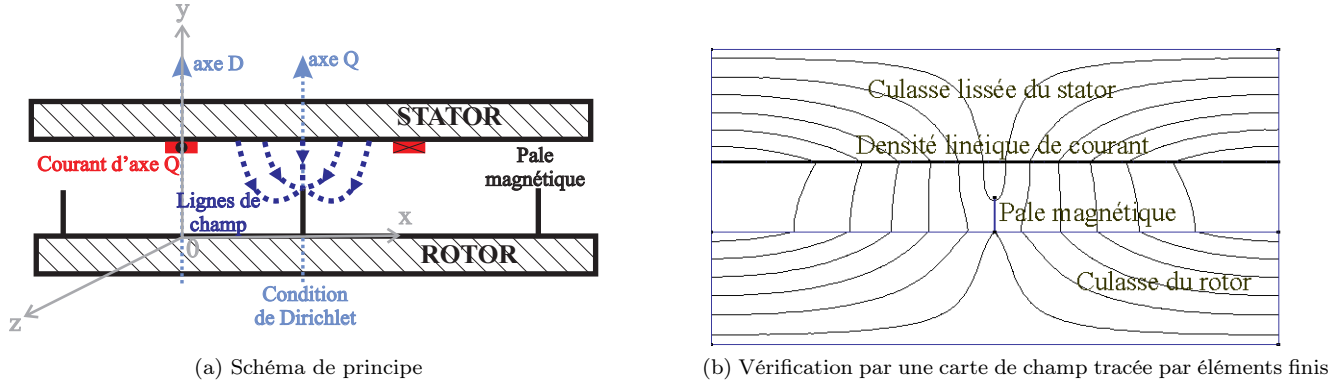 y
axe D
axe Q
STATOR
Courant d'axe Q
Pale
magnétique
Lignes de
champ
x
0
ROTOR
z
Condition
de Dirichlet
(a) Schéma de principe
Culasse lissée du stator
Densité linéique de courant
Pale magnétique
Culasse du rotor
(b) Vérification par une carte de champ tracée par éléments finis